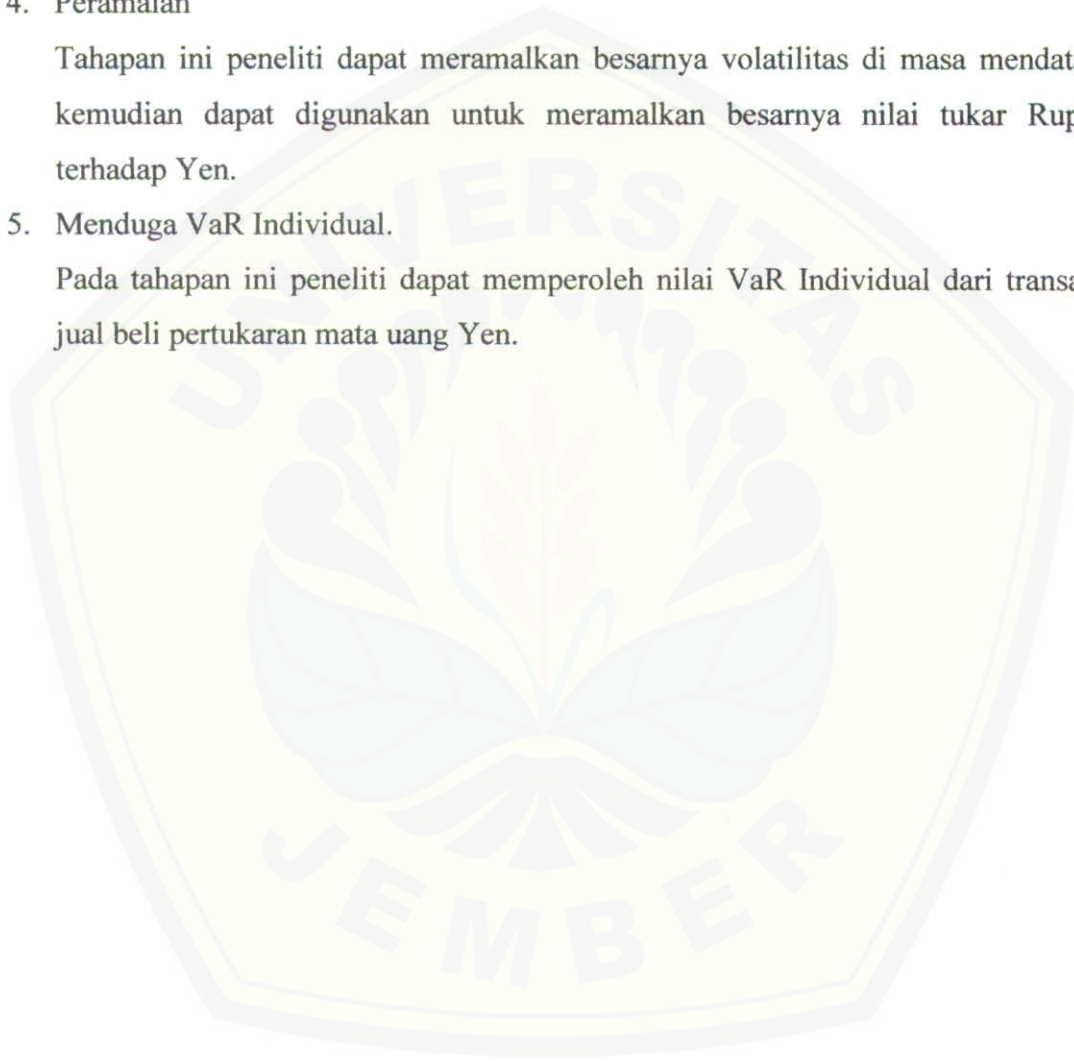 4. Peramalan
Tahapan ini peneliti dapat meramalkan besarnya volatilitas di masa mendat
kemudian dapat digunakan untuk meramalkan besarnya nilai tukar Rup
terhadap Yen.
5. Menduga VaR Individual.
Pada tahapan ini peneliti dapat memperoleh nilai VaR Individual dari transa
jual beli pertukaran mata uang Yen.
UNIVERSITAS
JEMBER